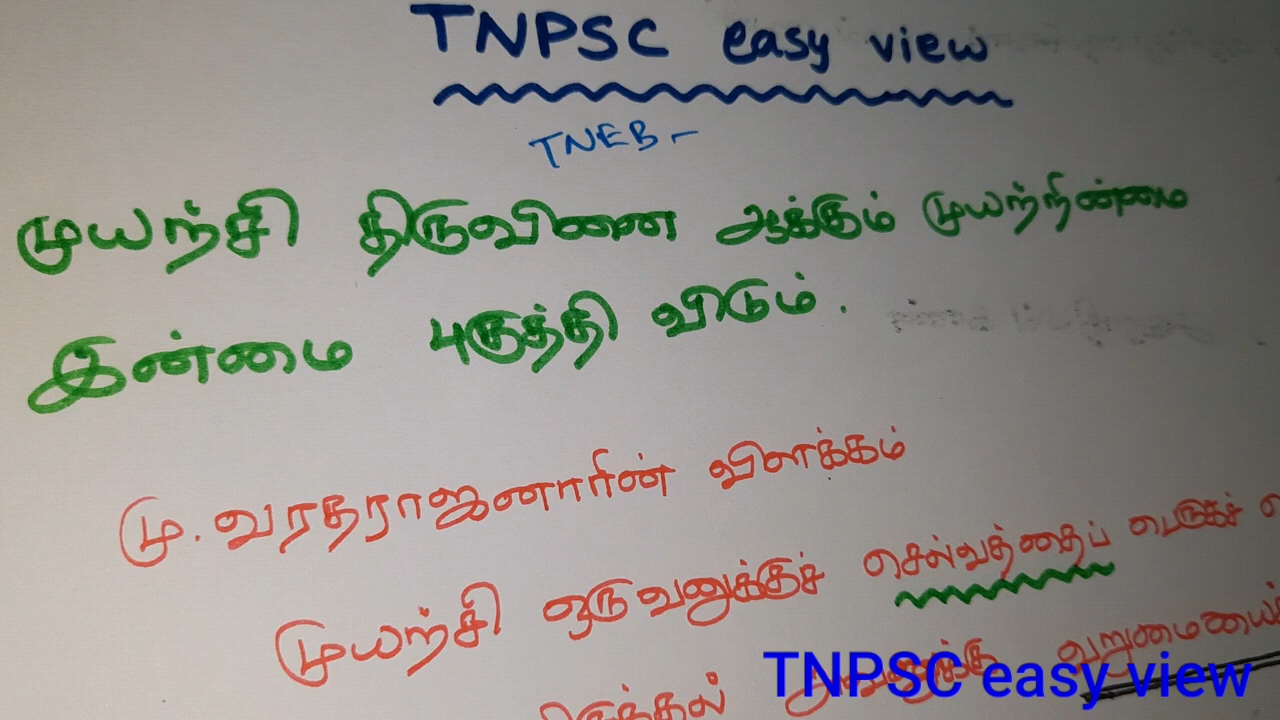 TNPSC easy view
TNEB -
முயற்சி திருவினை ஆக்கும் முயற்றின்மை
இன்மை புகுத்தி விடும்.
மு.வரதராஜனாரின் விளக்கம்
முயற்சி ஒருவனுக்குச் செல்வத்தைப் பெருகச்
வறுமையைச்
TNPSC easy view